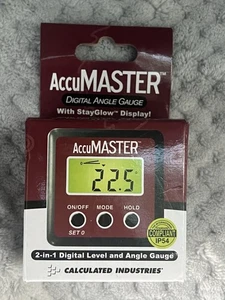 AccuMASTER™
DIGITAL ANGLE GAUGE
With StayGlow™ Display!
AccuMASTER™
22.5°
ON/OFF MODE HOLD
SET 0
COMPLIANT
IP54
2-in-1 Digital Level and Angle Gauge
CALCULATED INDUSTRIES®